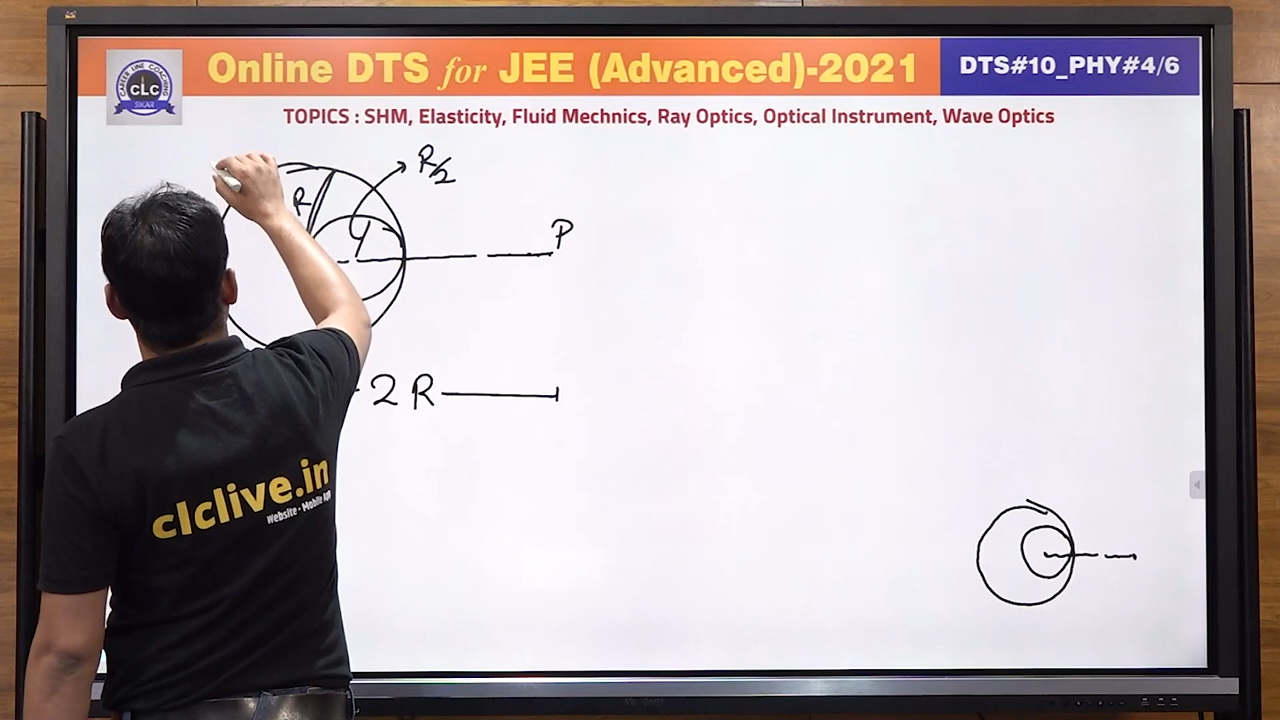 Online DTS for JEE (Advanced)-2021
DTS#10_PHY#4/6
CAREER LINE COACHING
CLC
SIKAR
TOPICS : SHM, Elasticity, Fluid Mechnics, Ray Optics, Optical Instrument, Wave Optics
R/2
R
P
2R
clclive.in
Website • Mobile App